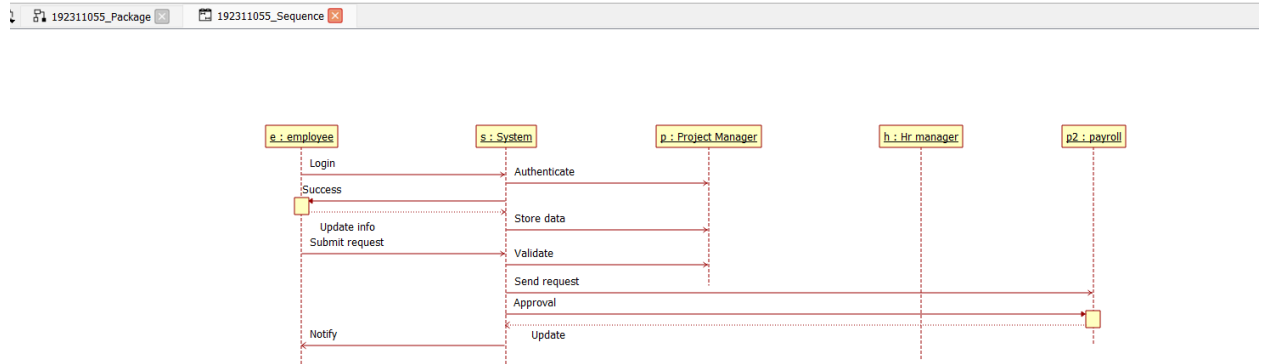 192311055_Package
192311055_Sequence
e : employee
s : System
p : Project Manager
h : Hr manager
p2 : payroll
Login
Authenticate
Success
Store data
Update info
Submit request
Validate
Send request
Approval
Notify
Update